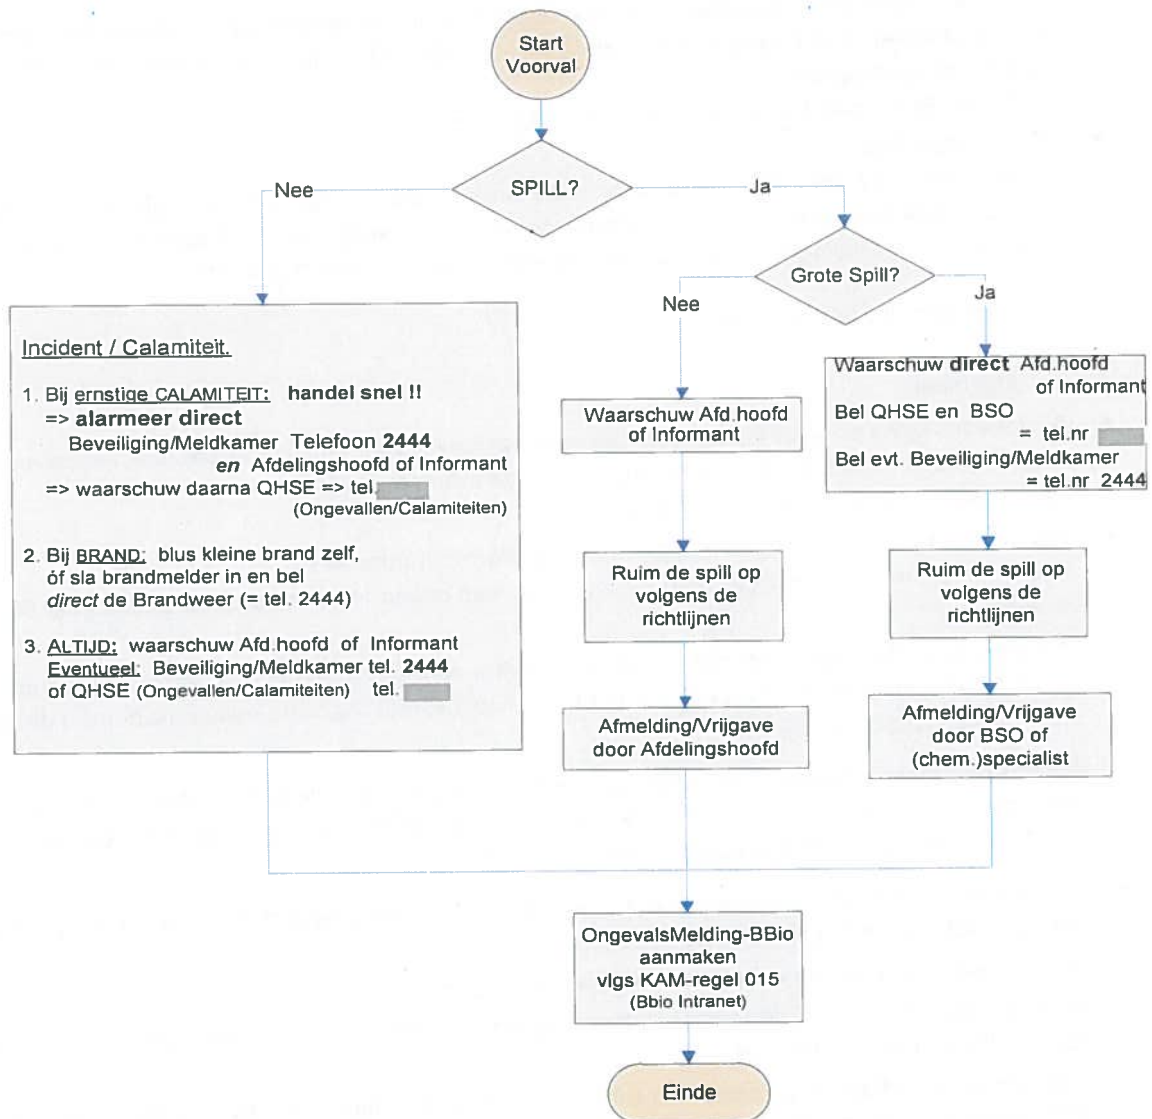 Start
Voorval
SPILL?
Nee
Ja
Grote Spill?
Nee
Ja
Incident / Calamiteit.
1. Bij ernstige CALAMITEIT: handel snel !!
=> alarmeer direct
Beveiliging/Meldkamer Telefoon 2444
en Afdelingshoofd of Informant
=> waarschuw daarna QHSE => tel.
(Ongevallen/Calamiteiten)
2. Bij BRAND: blus kleine brand zelf,
óf sla brandmelder in en bel
direct de Brandweer (= tel. 2444)
3. ALTIJD: waarschuw Afd.hoofd of Informant
Eventueel: Beveiliging/Meldkamer tel. 2444
of QHSE (Ongevallen/Calamiteiten) tel.
Waarschuw Afd.hoofd
of Informant
Ruim de spill op
volgens de
richtlijnen
Afmelding/Vrijgave
door Afdelingshoofd
Waarschuw direct Afd.hoofd
of Informant
Bel QHSE en BSO
= tel.nr
Bel evt. Beveiliging/Meldkamer
= tel.nr 2444
Ruim de spill op
volgens de
richtlijnen
Afmelding/Vrijgave
door BSO of
(chem.)specialist
OngevalsMelding-BBio
aanmaken
vlgs KAM-regel 015
(Bbio Intranet)
Einde